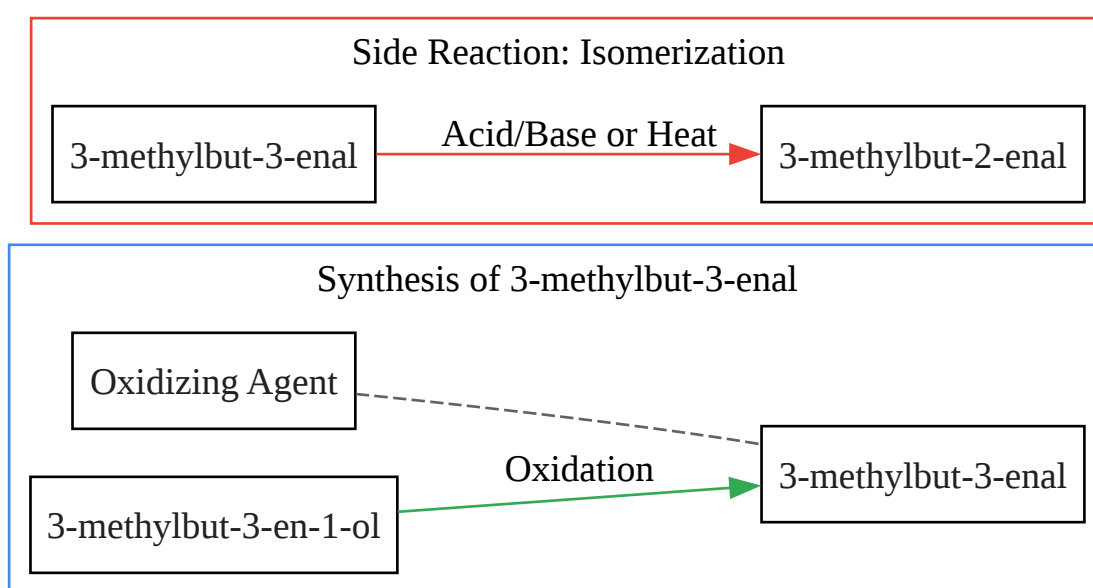 Side Reaction: Isomerization
3-methylbut-3-enal
Acid/Base or Heat
3-methylbut-2-enal
Synthesis of 3-methylbut-3-enal
Oxidizing Agent
Oxidation
3-methylbut-3-enal
3-methylbut-3-en-1-ol